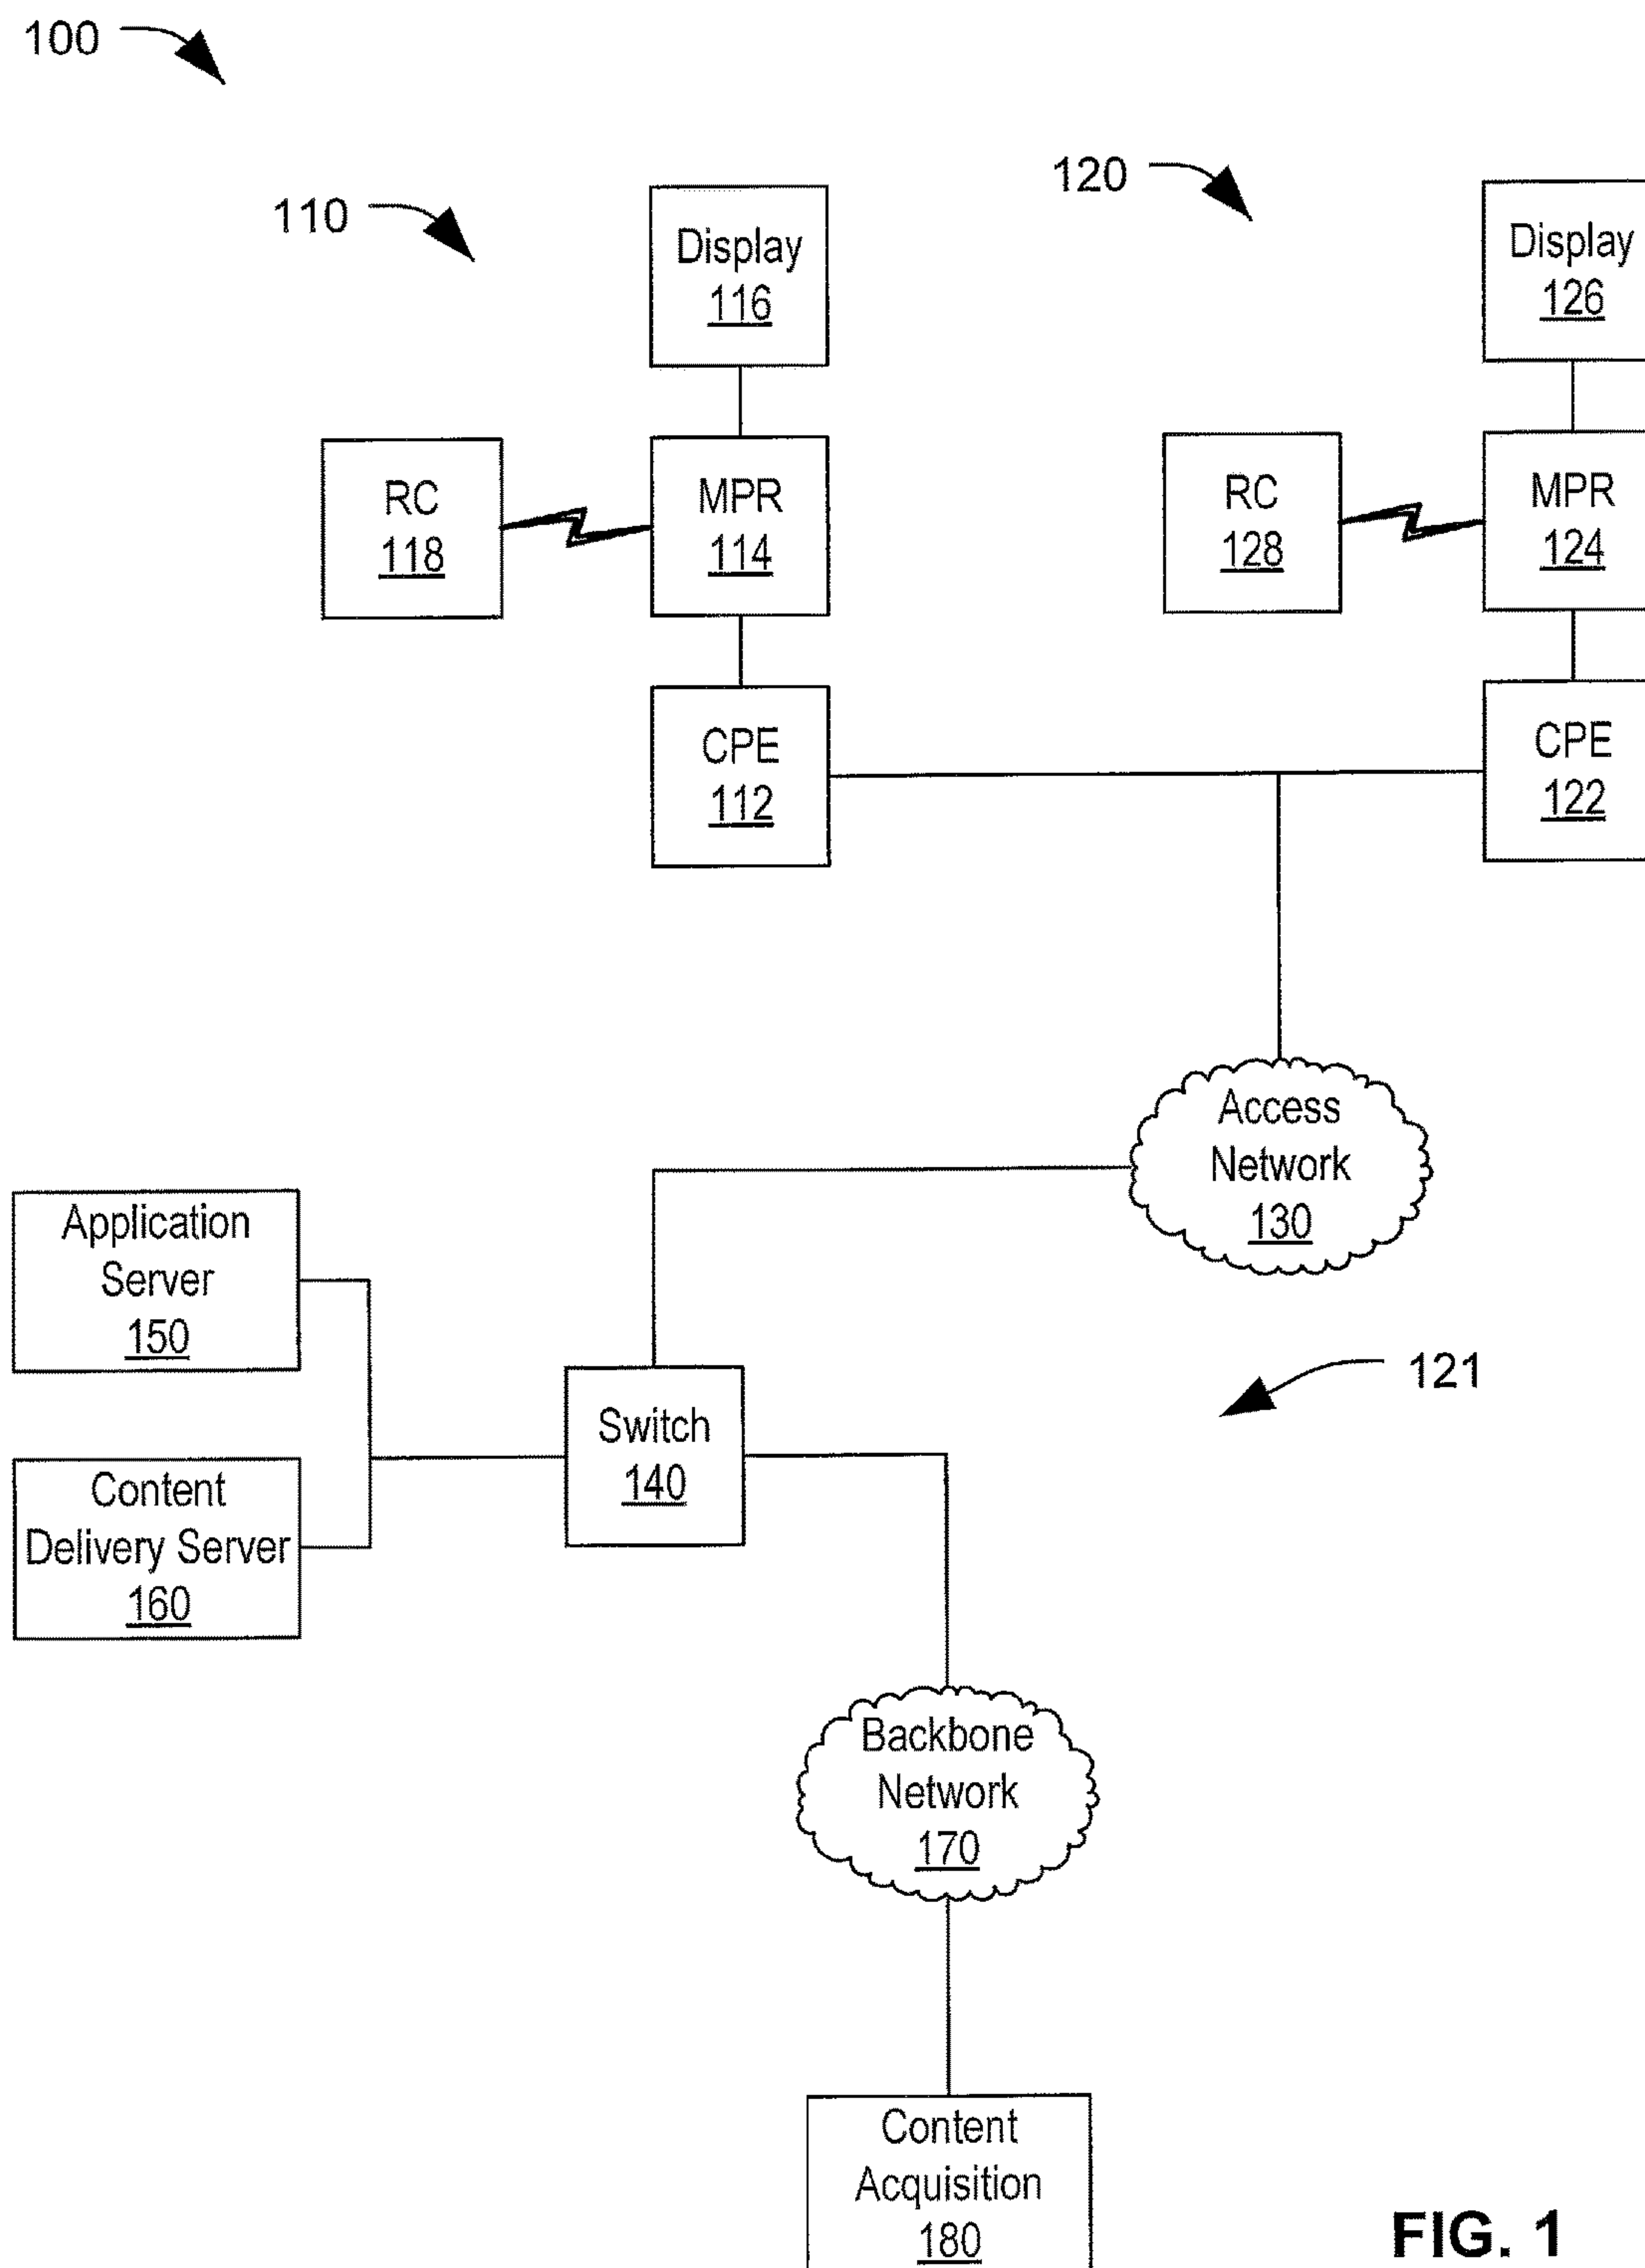 100
120
110
Display
116
Display
126
RC
118
MPR
114
RC
128
MPR
124
CPE
112
CPE
122
Access
Network
130
Application
Server
150
121
Switch
140
Content
Delivery Server
160
Backbone
Network
170
Content
Acquisition
180
FIG. 1